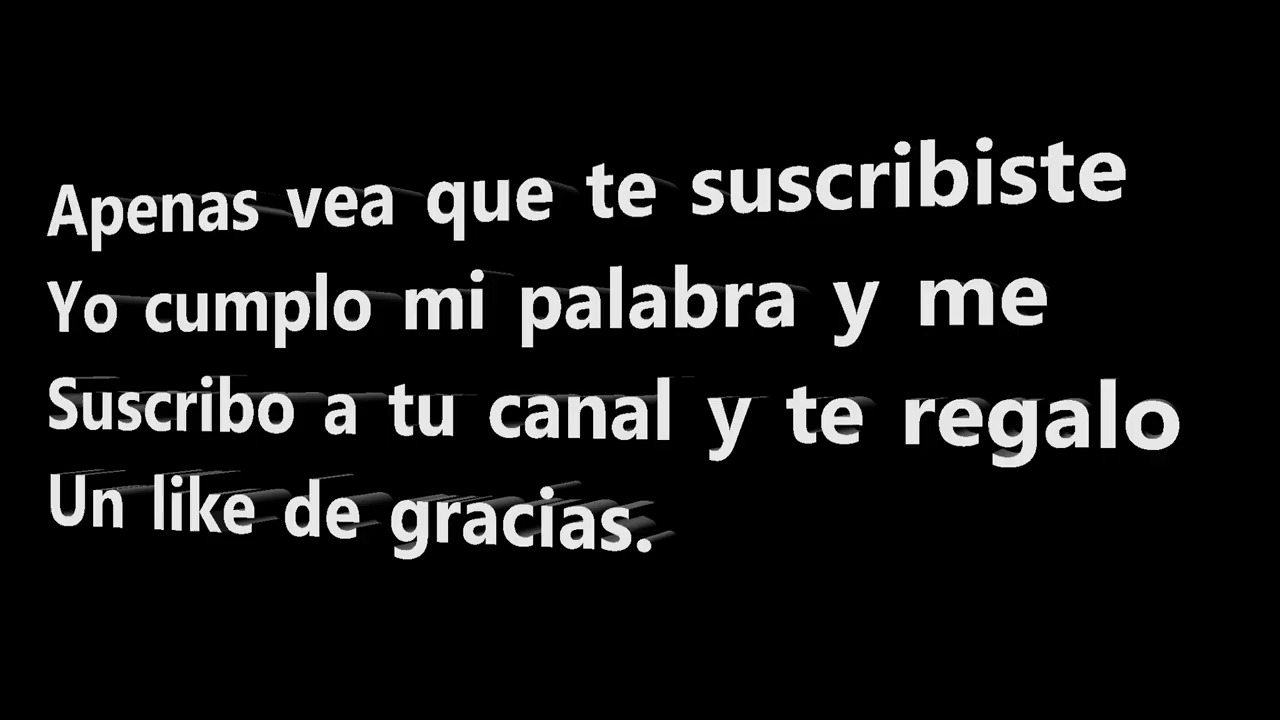 Apenas vea que te suscribiste
Yo cumplo mi palabra y me
Suscribo a tu canal y te regalo
Un like de gracias.